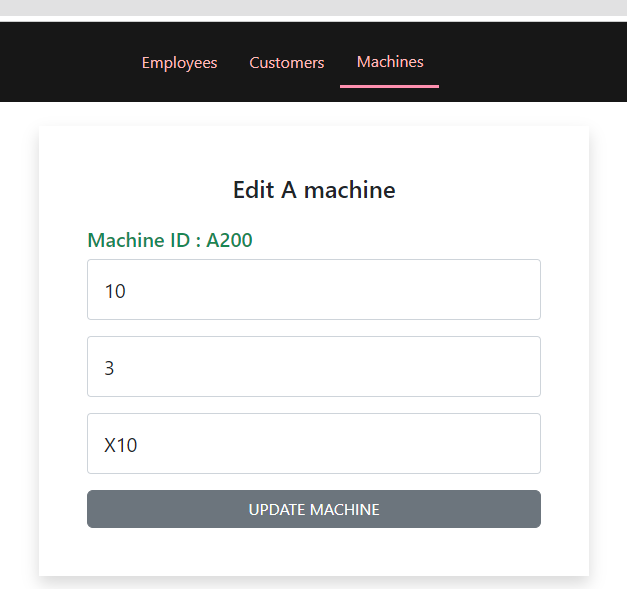 Employees Customers Machines
Edit A machine
Machine ID : A200
10
3
X10
UPDATE MACHINE